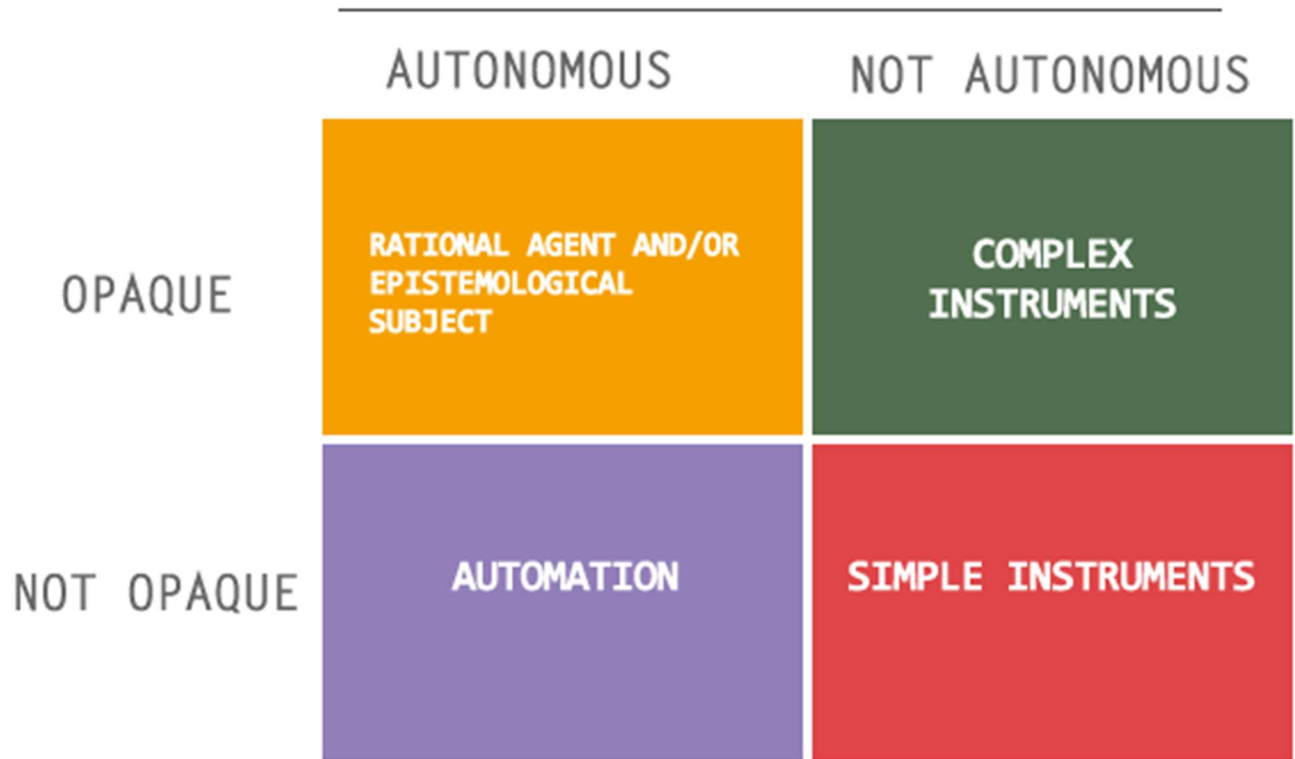 AUTONOMOUS NOT AUTONOMOUS
OPAQUE
RATIONAL AGENT AND/OR
EPISTEMOLOGICAL
SUBJECT
COMPLEX
INSTRUMENTS
NOT OPAQUE
AUTOMATION
SIMPLE INSTRUMENTS